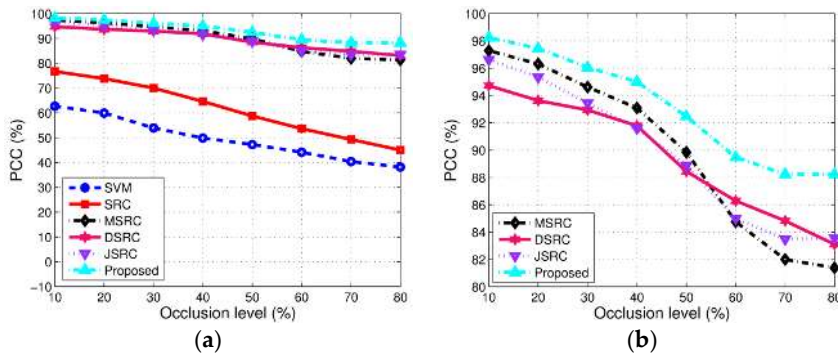 100
90
80
70
60
50
40
30
20
10
0
−10
PCC (%)
SVM
SRC
MSRC
DSRC
JSRC
Proposed
10 20 30 40 50 60 70 80
Occlusion level (%)
(a)
100
98
96
94
92
90
88
86
84
82
80
PCC (%)
MSRC
DSRC
JSRC
Proposed
10 20 30 40 50 60 70 80
Occlusion level (%)
(b)